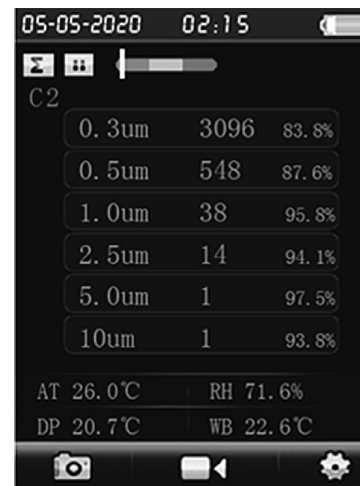 05-05-2020 02:15
Σ
C2
0.3um 3096 83.8%
0.5um 548 87.6%
1.0um 38 95.8%
2.5um 14 94.1%
5.0um 1 97.5%
10um 1 93.8%
AT 26.0℃ RH 71.6%
DP 20.7℃ WB 22.6℃